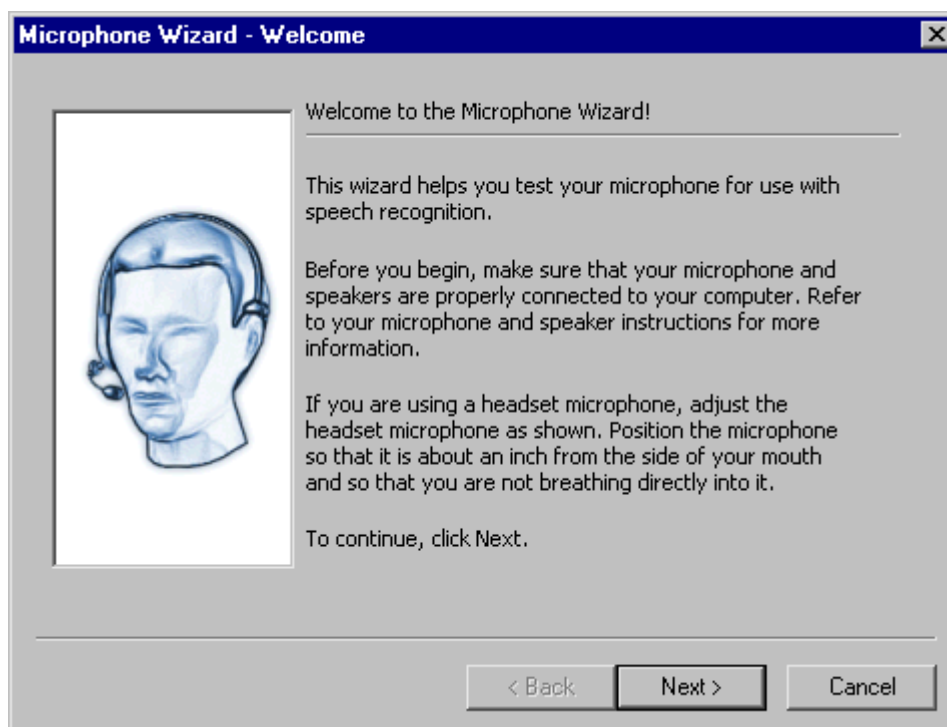 Microphone Wizard - Welcome
Welcome to the Microphone Wizard!
This wizard helps you test your microphone for use with
speech recognition.
Before you begin, make sure that your microphone and
speakers are properly connected to your computer. Refer
to your microphone and speaker instructions for more
information.
If you are using a headset microphone, adjust the
headset microphone as shown. Position the microphone
so that it is about an inch from the side of your mouth
and so that you are not breathing directly into it.
To continue, click Next.
< Back
Next >
Cancel